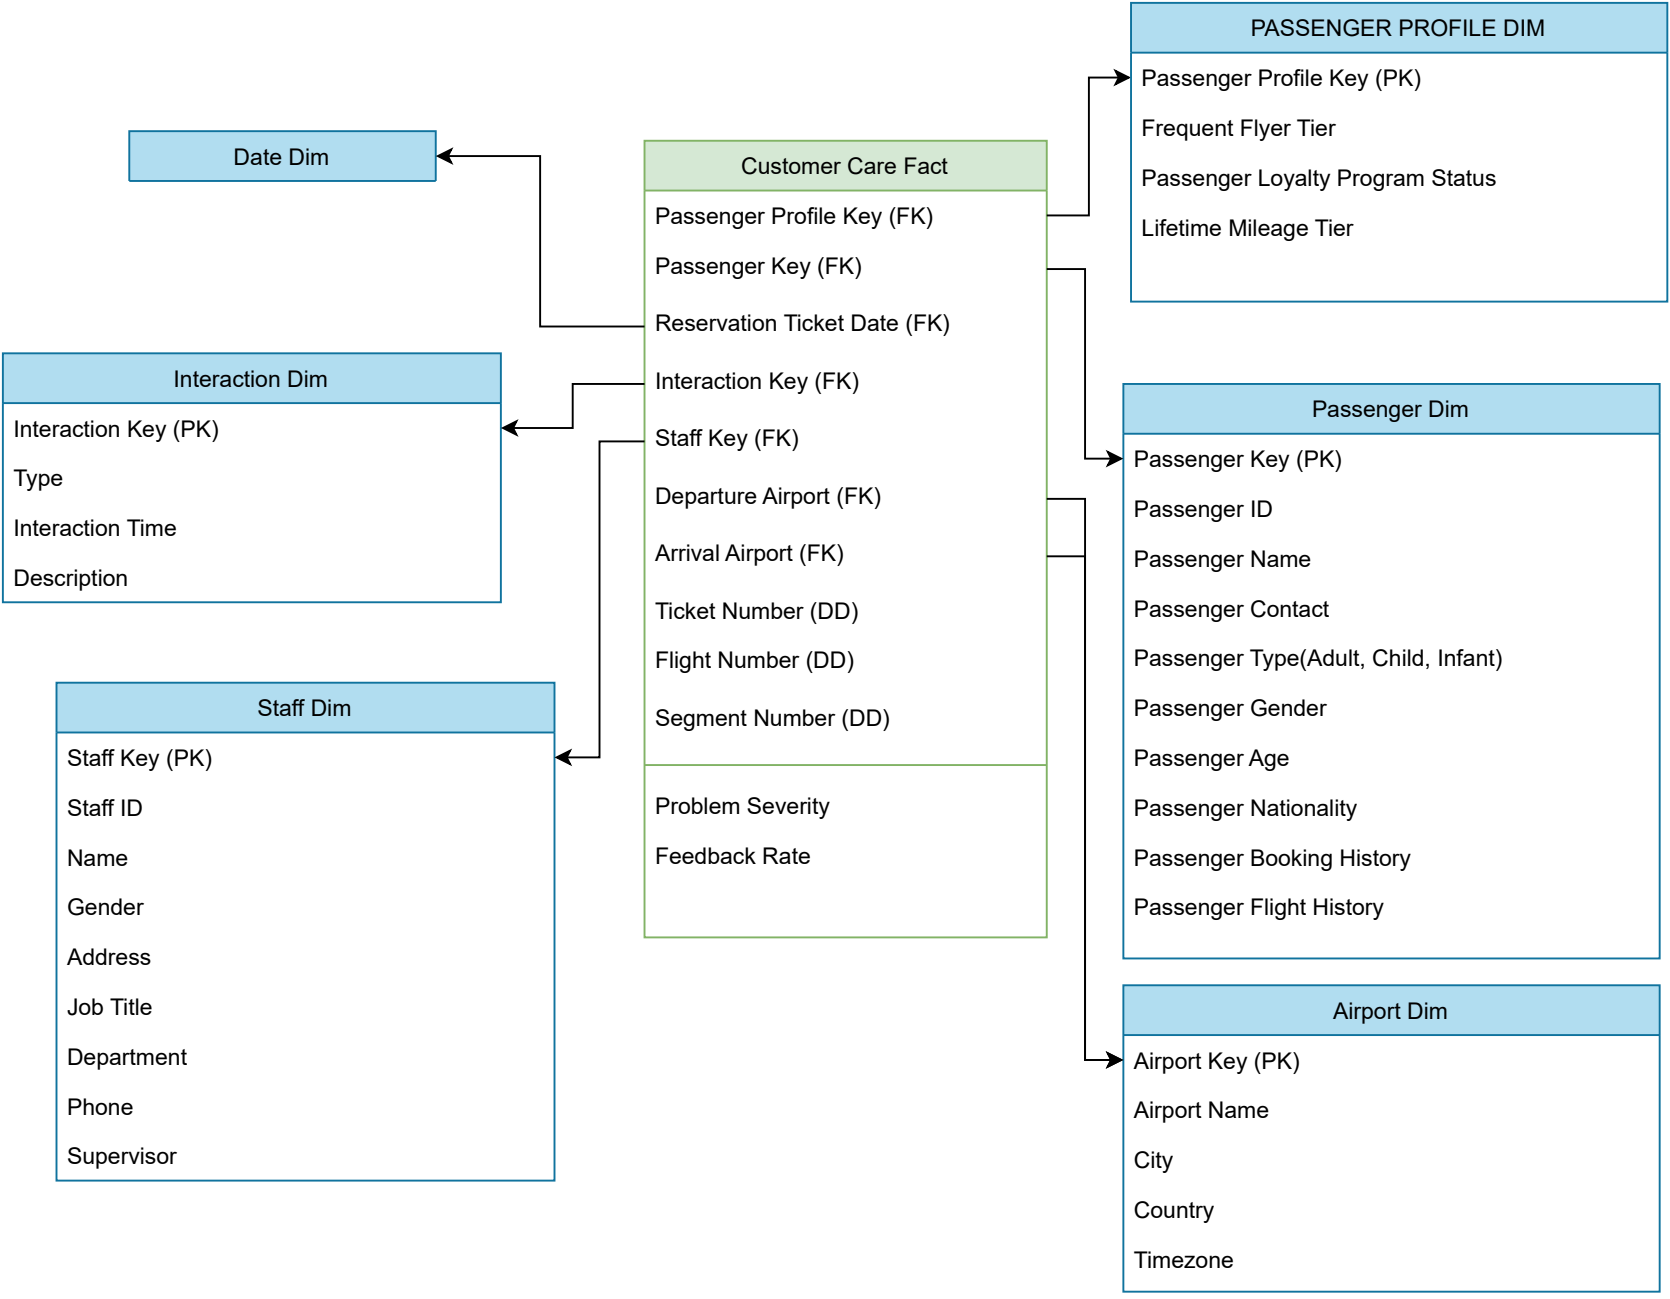 Date Dim
Interaction Dim
Interaction Key (PK)
Type
Interaction Time
Description
Staff Dim
Staff Key (PK)
Staff ID
Name
Gender
Address
Job Title
Department
Phone
Supervisor
Customer Care Fact
Passenger Profile Key (FK)
Passenger Key (FK)
Reservation Ticket Date (FK)
Interaction Key (FK)
Staff Key (FK)
Departure Airport (FK)
Arrival Airport (FK)
Ticket Number (DD)
Flight Number (DD)
Segment Number (DD)
Problem Severity
Feedback Rate
PASSENGER PROFILE DIM
Passenger Profile Key (PK)
Frequent Flyer Tier
Passenger Loyalty Program Status
Lifetime Mileage Tier
Passenger Dim
Passenger Key (PK)
Passenger ID
Passenger Name
Passenger Contact
Passenger Type(Adult, Child, Infant)
Passenger Gender
Passenger Age
Passenger Nationality
Passenger Booking History
Passenger Flight History
Airport Dim
Airport Key (PK)
Airport Name
City
Country
Timezone